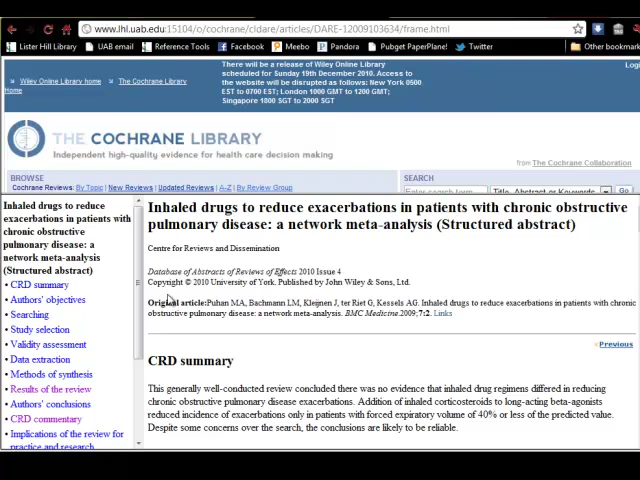 www.lhl.uab.edu:15104/o/cochrane/cldare/articles/DARE-12009103634/frame.html
Lister Hill Library UAB email Reference Tools Facebook Meebo Pandora Pubget PaperPlane! Twitter Other bookmark
» Wiley Online Library home » The Cochrane Library
Home
There will be a release of Wiley Online Library
scheduled for Sunday 19th December 2010. Access to
the website will be disrupted as follows: New York 0500
EST to 0700 EST; London 1000 GMT to 1200 GMT;
Singapore 1800 SGT to 2000 SGT
THE COCHRANE LIBRARY
Independent high-quality evidence for health care decision making
from The Cochrane Collaboration
BROWSE
Cochrane Reviews: By Topic | New Reviews | Updated Reviews | A-Z | By Review Group
SEARCH
Enter search term Title, Abstract or Keywords Go
Inhaled drugs to reduce
exacerbations in patients with
chronic obstructive
pulmonary disease: a
network meta-analysis
(Structured abstract)
• CRD summary
• Authors' objectives
• Searching
• Study selection
• Validity assessment
• Data extraction
• Methods of synthesis
• Results of the review
• Authors' conclusions
• CRD commentary
• Implications of the review for
practice and research
Inhaled drugs to reduce exacerbations in patients with chronic obstructive
pulmonary disease: a network meta-analysis (Structured abstract)
Centre for Reviews and Dissemination
Database of Abstracts of Reviews of Effects 2010 Issue 4
Copyright © 2010 University of York. Published by John Wiley & Sons, Ltd.
Original article:Puhan MA, Bachmann LM, Kleijnen J, ter Riet G, Kessels AG. Inhaled drugs to reduce exacerbations in patients with chronic
obstructive pulmonary disease: a network meta-analysis. BMC Medicine.2009;7:2. Links
Previous
CRD summary
This generally well-conducted review concluded there was no evidence that inhaled drug regimens differed in reducing
chronic obstructive pulmonary disease exacerbations. Addition of inhaled corticosteroids to long-acting beta-agonists
reduced incidence of exacerbations only in patients with forced expiratory volume of 40% or less of the predicted value.
Despite some concerns over the search, the conclusions are likely to be reliable.